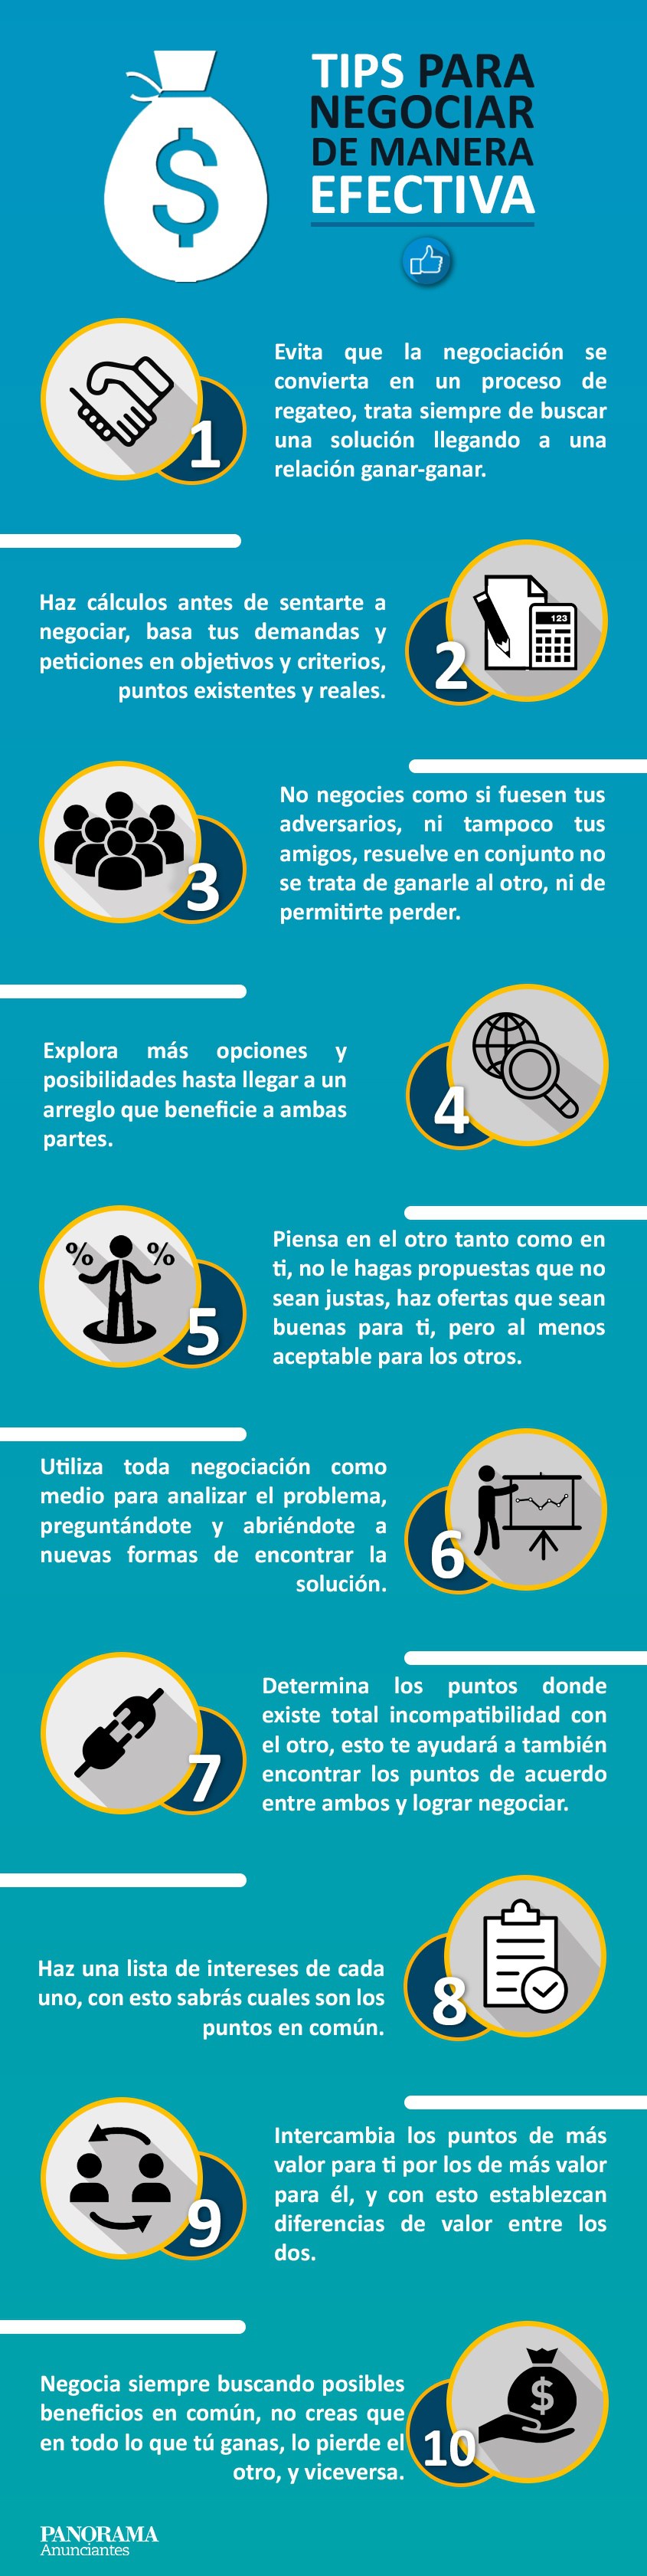 TIPS PARA
NEGOCIAR
DE MANERA
EFECTIVA
$
1
Evita que la negociación se
convierta en un proceso de
regateo, trata siempre de buscar
una solución llegando a una
relación ganar-ganar.
Haz cálculos antes de sentarte a
negociar, basa tus demandas y
peticiones en objetivos y criterios,
puntos existentes y reales.
123
2
3
No negocies como si fuesen tus
adversarios, ni tampoco tus
amigos, resuelve en conjunto no
se trata de ganarle al otro, ni de
permitirte perder.
Explora más opciones y
posibilidades hasta llegar a un
arreglo que beneficie a ambas
partes.
4
% %
5
Piensa en el otro tanto como en
ti, no le hagas propuestas que no
sean justas, haz ofertas que sean
buenas para ti, pero al menos
aceptable para los otros.
Utiliza toda negociación como
medio para analizar el problema,
preguntándote y abriéndote a
nuevas formas de encontrar la
solución.
6
7
Determina los puntos donde
existe total incompatibilidad con
el otro, esto te ayudará a también
encontrar los puntos de acuerdo
entre ambos y lograr negociar.
Haz una lista de intereses de cada
uno, con esto sabrás cuales son los
puntos en común.
8
9
Intercambia los puntos de más
valor para ti por los de más valor
para él, y con esto establezcan
diferencias de valor entre los
dos.
Negocia siempre buscando posibles
beneficios en común, no creas que
en todo lo que tú ganas, lo pierde el
otro, y viceversa.
$
10
PANORAMA
Anunciantes